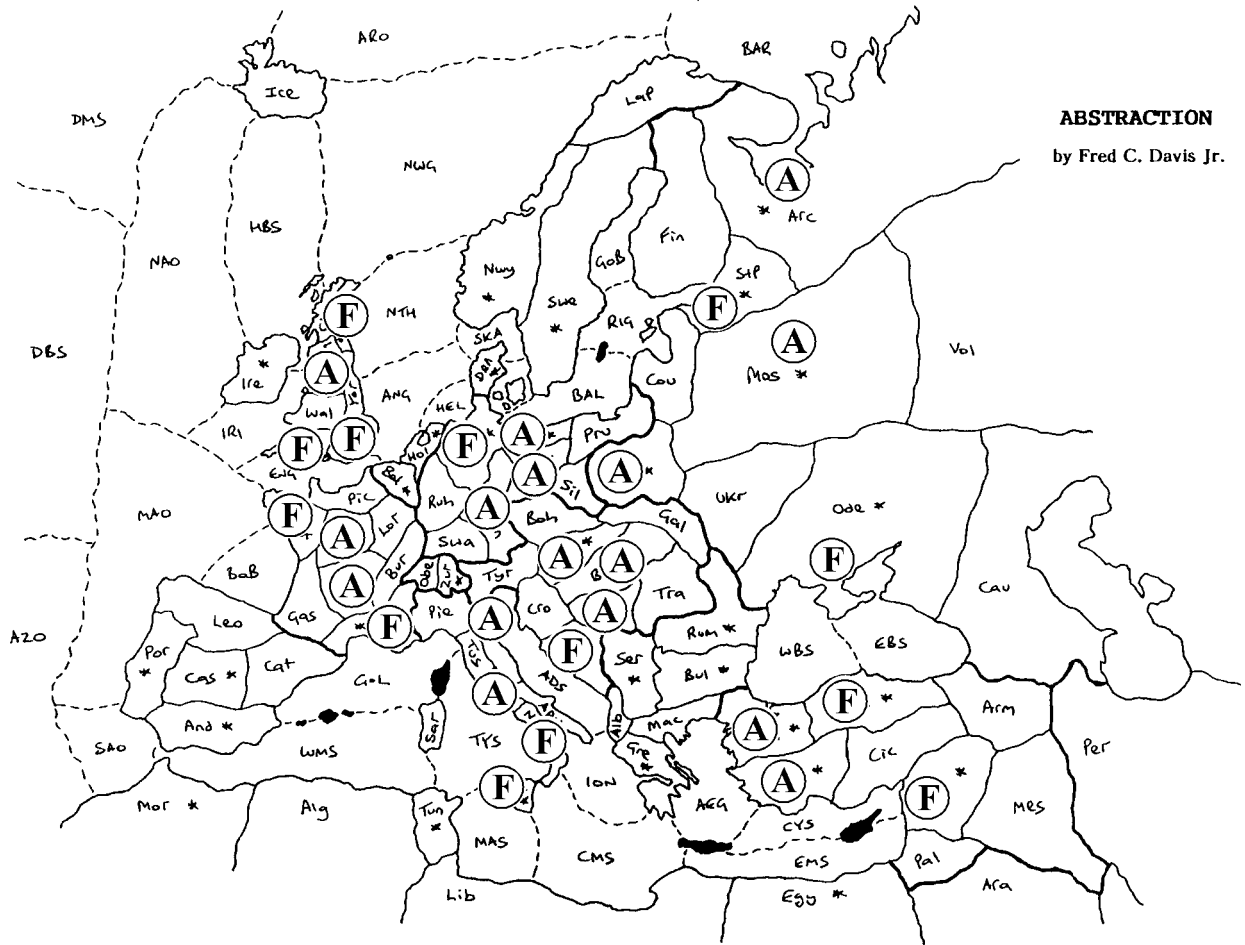 ARO
BAR
Ice
Lap
DMS
ABSTRACTION
by Fred C. Davis Jr.
NWG
A
* Arc
HBS
Fin
GoB
NAO
Nwy
*
StP
*
Swe
*
F
NTH
RIG
F
SKA
A
Mos *
Vol
DBS
*
Ire
DEN
*
A
ANG
Cou
Wal
Yor
HEL
BAL
IRI
F
F
Hol
*
F
*
A
*
Pru
ENG
Bel
*
A
Sil
A
*
Pic
Ruh
UKr
Ode *
MAO
F
A
Lor
A
Boh
Gal
Swa
F
BoB
A
*
A
Bur
Obe
Zur
*
Tyr
A
Tra
Cau
Leo
Gas
Pie
Cro
A
AZO
*
F
A
Por
*
Cat
TUS
F
Rum *
WBS
EBS
Cas *
GoL
ADS
Ser
*
Bul *
And *
A
F
*
Arm
Sar
Alb
Mac
A
*
Per
SAO
WMS
TYS
F
Gre
*
Cic
*
ION
A
*
F
Mor *
Alg
F
*
AEG
Mes
Tun
*
CYS
MAS
CMS
EMS
Pal
Lib
Egy *
Ara